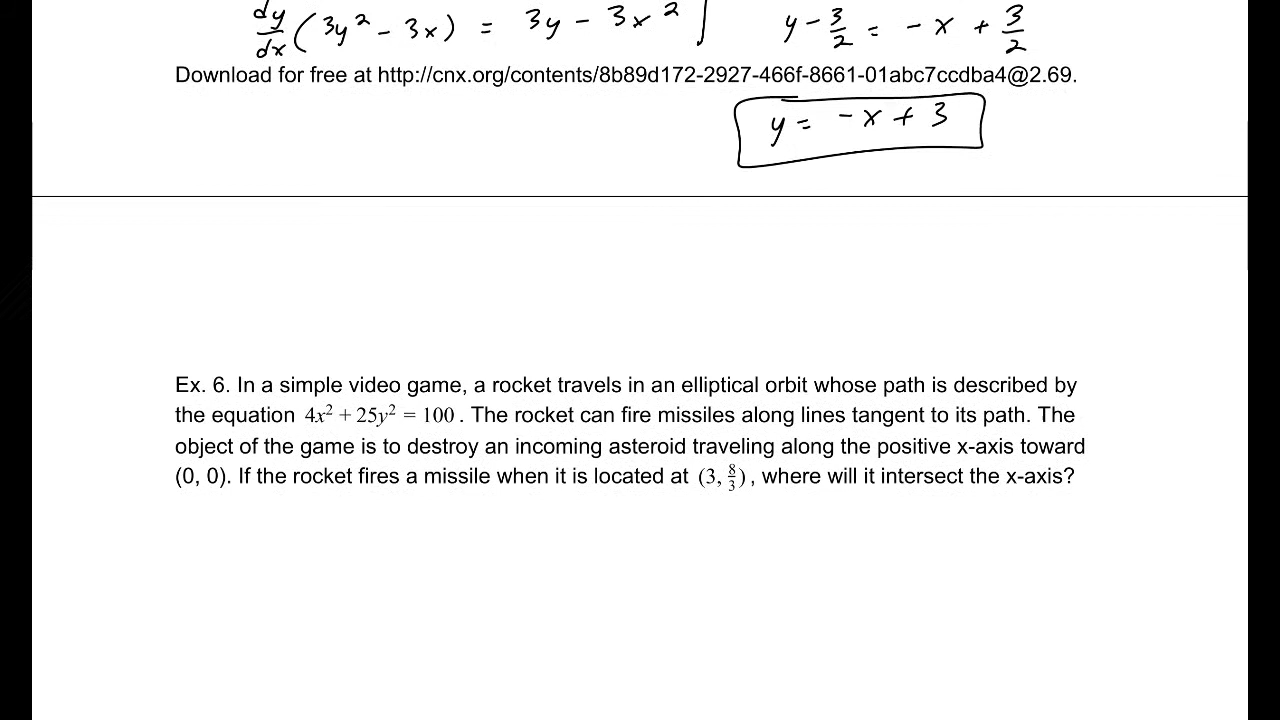 dy/dx (3y² - 3x) = 3y - 3x² ] y - 3/2 = - x + 3/2
Download for free at http://cnx.org/contents/8b89d172-2927-466f-8661-01abc7ccdba4@2.69.
y = - x + 3
Ex. 6. In a simple video game, a rocket travels in an elliptical orbit whose path is described by
the equation 4x² + 25y² = 100 . The rocket can fire missiles along lines tangent to its path. The
object of the game is to destroy an incoming asteroid traveling along the positive x-axis toward
(0, 0). If the rocket fires a missile when it is located at (3, 8/3) , where will it intersect the x-axis?